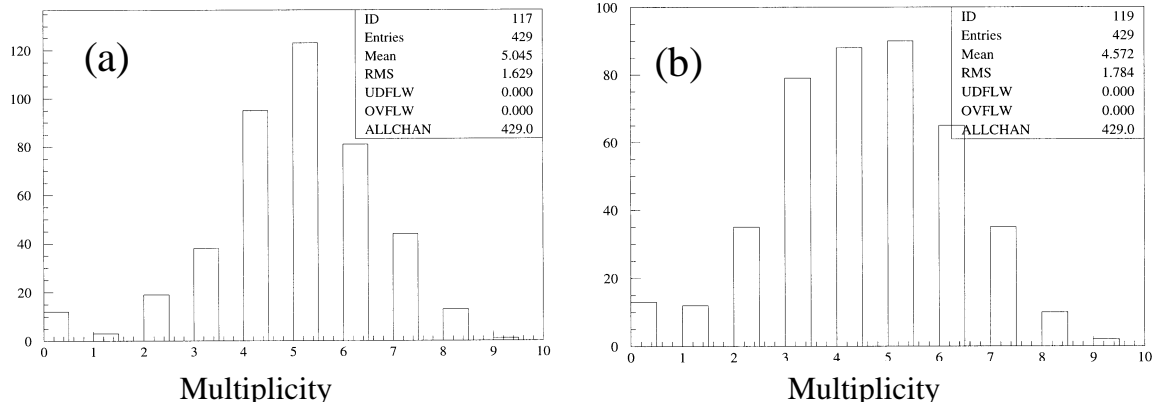 (a)
ID 117
Entries 429
Mean 5.045
RMS 1.629
UDFLW 0.000
OVFLW 0.000
ALLCHAN 429.0
120
100
80
60
40
20
0
0 1 2 3 4 5 6 7 8 9 10
Multiplicity
(b)
ID 119
Entries 429
Mean 4.572
RMS 1.784
UDFLW 0.000
OVFLW 0.000
ALLCHAN 429.0
100
80
60
40
20
0
0 1 2 3 4 5 6 7 8 9 10
Multiplicity